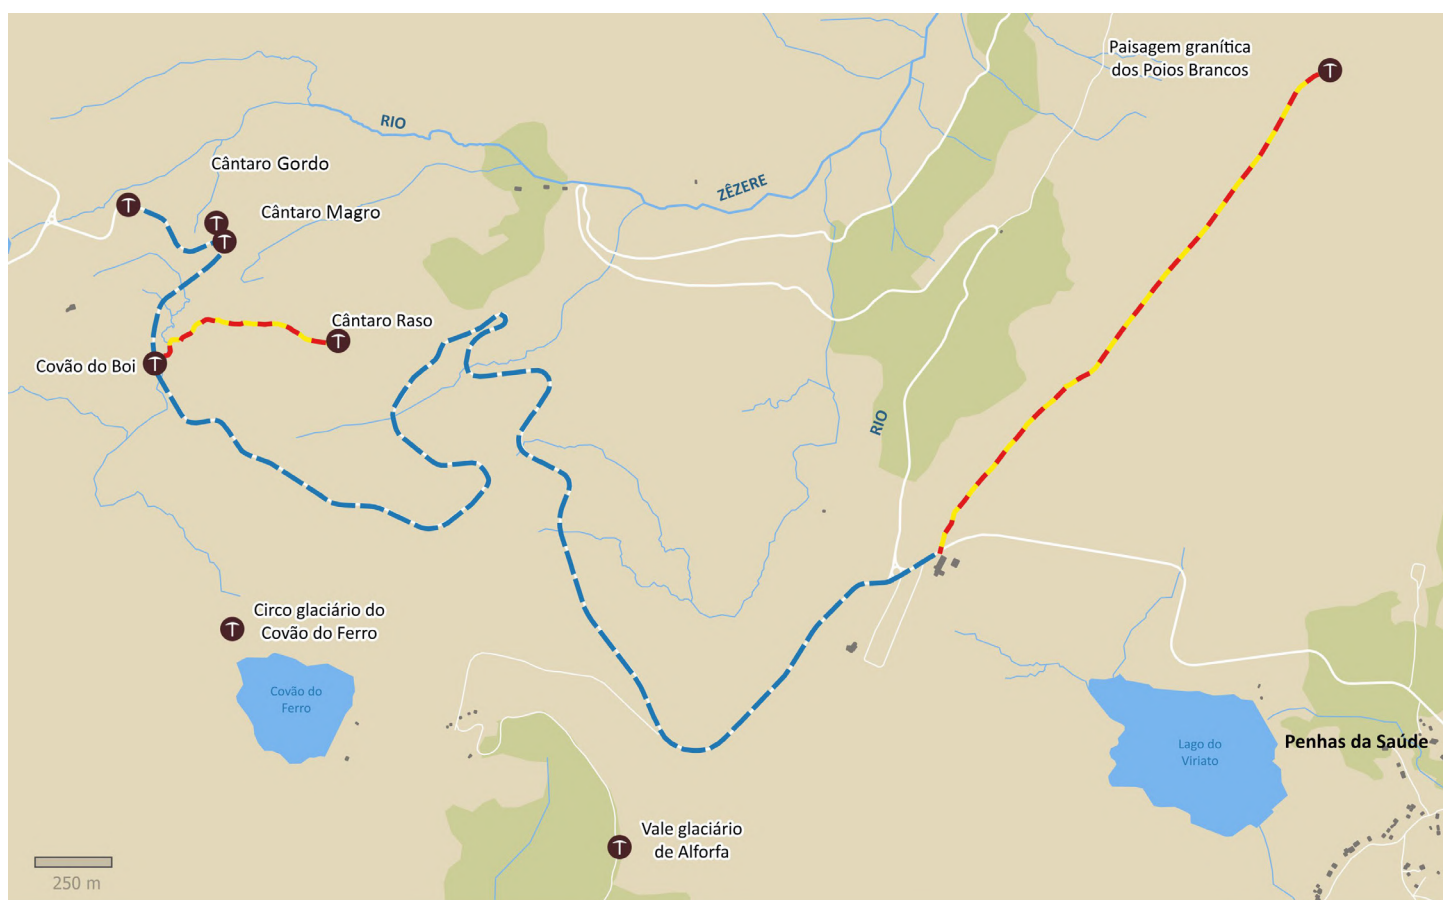 Paisagem granítica
dos Poios Brancos
RIO
Cântaro Gordo
ZÊZERE
Cântaro Magro
Cântaro Raso
Covão do Boi
RIO
Circo glaciário do
Covão do Ferro
Covão do
Ferro
Lago do
Viriato
Penhas da Saúde
Vale glaciário
de Alforfa
250 m